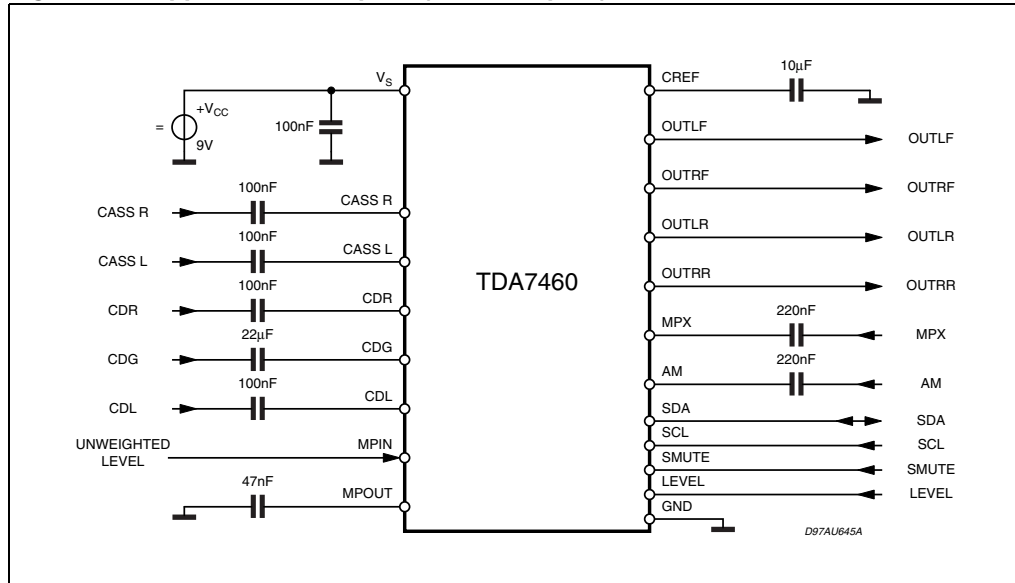 VS
+VCC
=
9V
100nF
100nF
CASS R
CASS R
100nF
CASS L
CASS L
100nF
CDR
CDR
22µF
CDG
CDG
100nF
CDL
CDL
UNWEIGHTED
LEVEL
MPIN
47nF
MPOUT
TDA7460
10µF
CREF
OUTLF
OUTLF
OUTRF
OUTRF
OUTLR
OUTLR
OUTRR
OUTRR
220nF
MPX
MPX
220nF
AM
AM
SDA
SDA
SCL
SCL
SMUTE
SMUTE
LEVEL
LEVEL
GND
D97AU645A